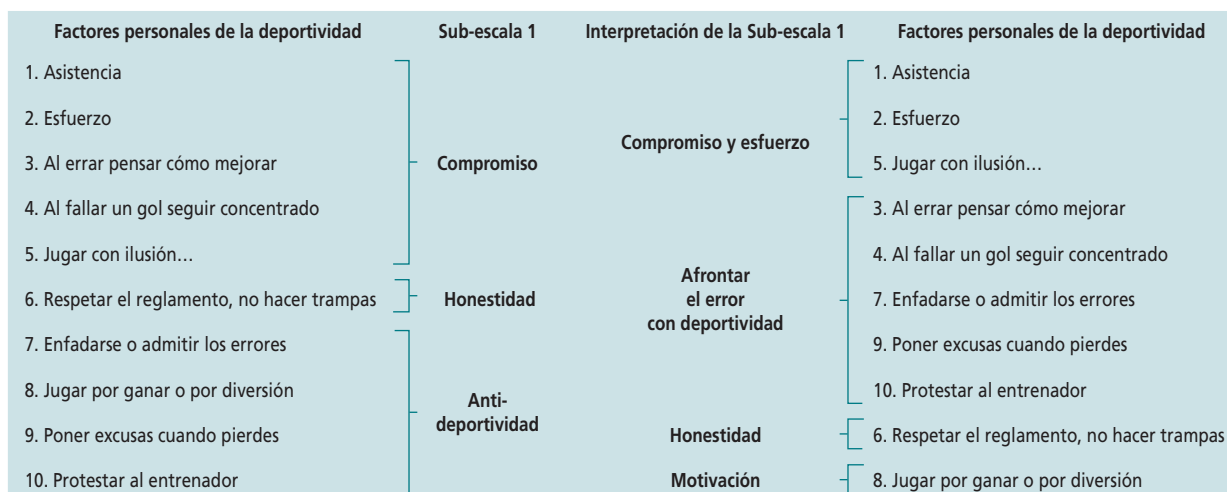 Factores personales de la deportividad Sub-escala 1 Interpretación de la Sub-escala 1 Factores personales de la deportividad
1. Asistencia
2. Esfuerzo
3. Al errar pensar cómo mejorar
4. Al fallar un gol seguir concentrado
5. Jugar con ilusión...
6. Respetar el reglamento, no hacer trampas
7. Enfadarse o admitir los errores
8. Jugar por ganar o por diversión
9. Poner excusas cuando pierdes
10. Protestar al entrenador
Compromiso
Honestidad
Anti-
deportividad
Compromiso y esfuerzo
Afrontar
el error
con deportividad
Honestidad
Motivación
1. Asistencia
2. Esfuerzo
5. Jugar con ilusión...
3. Al errar pensar cómo mejorar
4. Al fallar un gol seguir concentrado
7. Enfadarse o admitir los errores
9. Poner excusas cuando pierdes
10. Protestar al entrenador
6. Respetar el reglamento, no hacer trampas
8. Jugar por ganar o por diversión